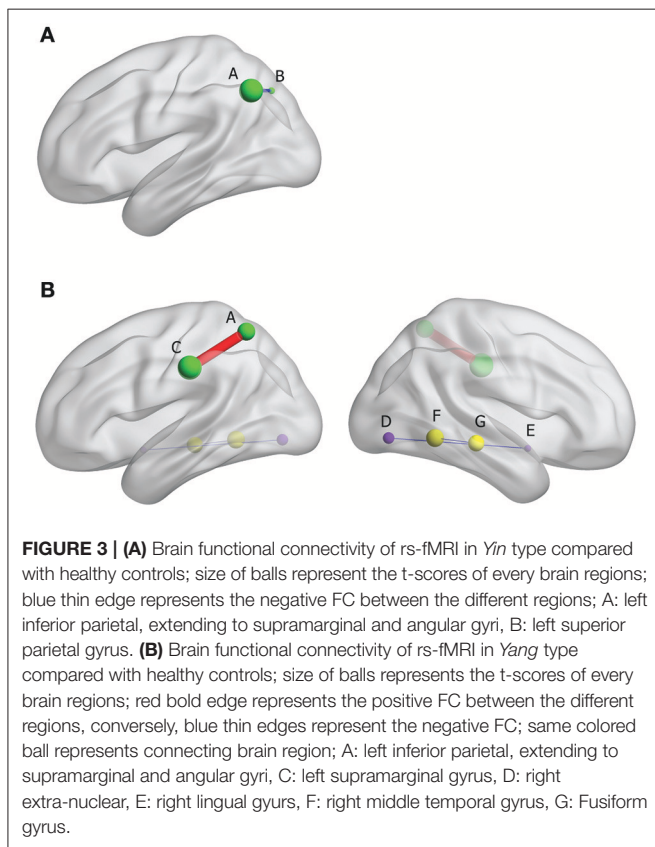 A
A B
B
A
C
D F G E
FIGURE 3 | (A) Brain functional connectivity of rs-fMRI in Yin type compared
with healthy controls; size of balls represent the t-scores of every brain regions;
blue thin edge represents the negative FC between the different regions; A: left
inferior parietal, extending to supramarginal and angular gyri, B: left superior
parietal gyrus. (B) Brain functional connectivity of rs-fMRI in Yang type
compared with healthy controls; size of balls represents the t-scores of every
brain regions; red bold edge represents the positive FC between the different
regions, conversely, blue thin edges represent the negative FC; same colored
ball represents connecting brain region; A: left inferior parietal, extending to
supramarginal and angular gyri, C: left supramarginal gyrus, D: right
extra-nuclear, E: right lingual gyurs, F: right middle temporal gyrus, G: Fusiform
gyrus.